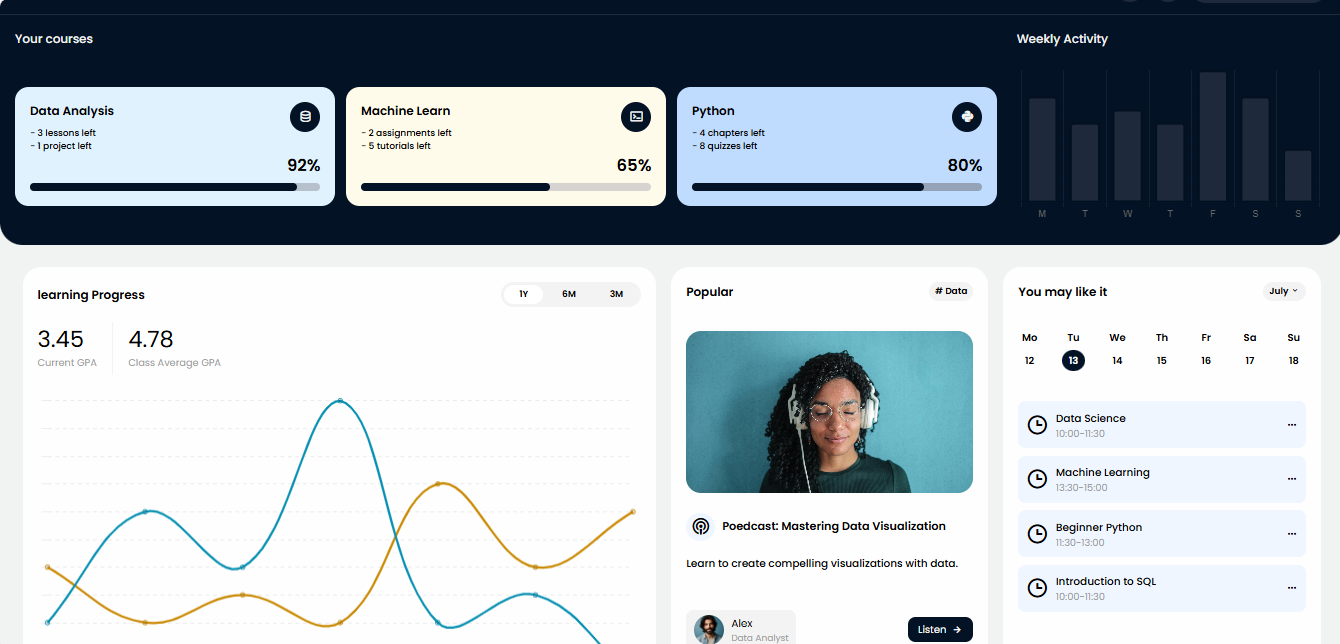 Your courses
Weekly Activity
Data Analysis
- 3 lessons left
- 1 project left
92%
Machine Learn
- 2 assignments left
- 5 tutorials left
65%
Python
- 4 chapters left
- 8 quizzes left
80%
M T W T F S S
learning Progress
1Y 6M 3M
3.45
Current GPA
4.78
Class Average GPA
Popular
# Data
Poedcast: Mastering Data Visualization
Learn to create compelling visualizations with data.
Alex
Data Analyst
Listen →
You may like it
July
Mo Tu We Th Fr Sa Su
12 13 14 15 16 17 18
Data Science
10:00-11:30
Machine Learning
13:30-15:00
Beginner Python
11:30-13:00
Introduction to SQL
10:00-11:30